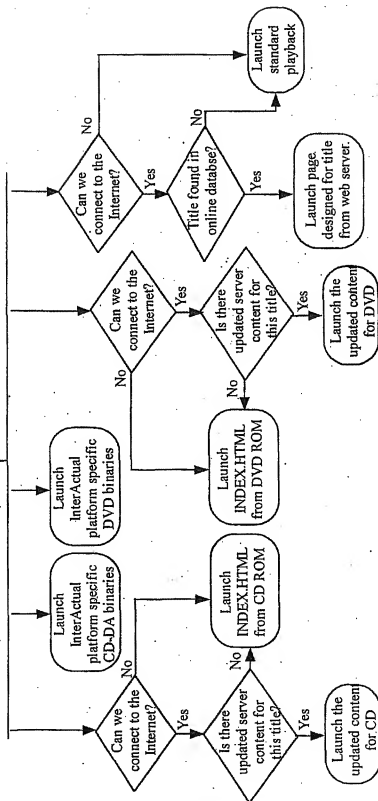 Can we
connect to the
Internet?
No
Yes
Is there
updated server
content for
this title?
No
Yes
Launch the
updated content
for CD
Launch
INDEX.HTML
from CD ROM
Launch
InterActual
platform specific
CD-DA binaries
Launch
InterActual
platform specific
DVD binaries
Can we
connect to the
Internet?
No
Yes
Is there
updated server
content for
this title?
No
Yes
Launch
INDEX.HTML
from DVD ROM
Launch the
updated content
for DVD
Can we
connect to the
Internet?
No
Yes
Title found in
online databse?
No
Yes
Launch page
designed for title
from web server.
Launch
standard
playback